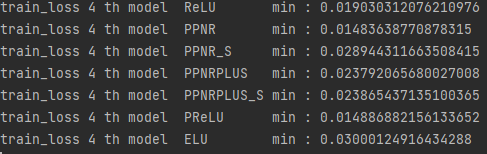 train_loss 4 th model  ReLU      min : 0.019030312076210976
train_loss 4 th model  PPNR      min : 0.01483638770878315
train_loss 4 th model  PPNR_S    min : 0.028944311663508415
train_loss 4 th model  PPNRPLUS  min : 0.023792065680027008
train_loss 4 th model  PPNRPLUS_S min : 0.023865437135100365
train_loss 4 th model  PReLU     min : 0.014886882156133652
train_loss 4 th model  ELU       min : 0.03000124916434288